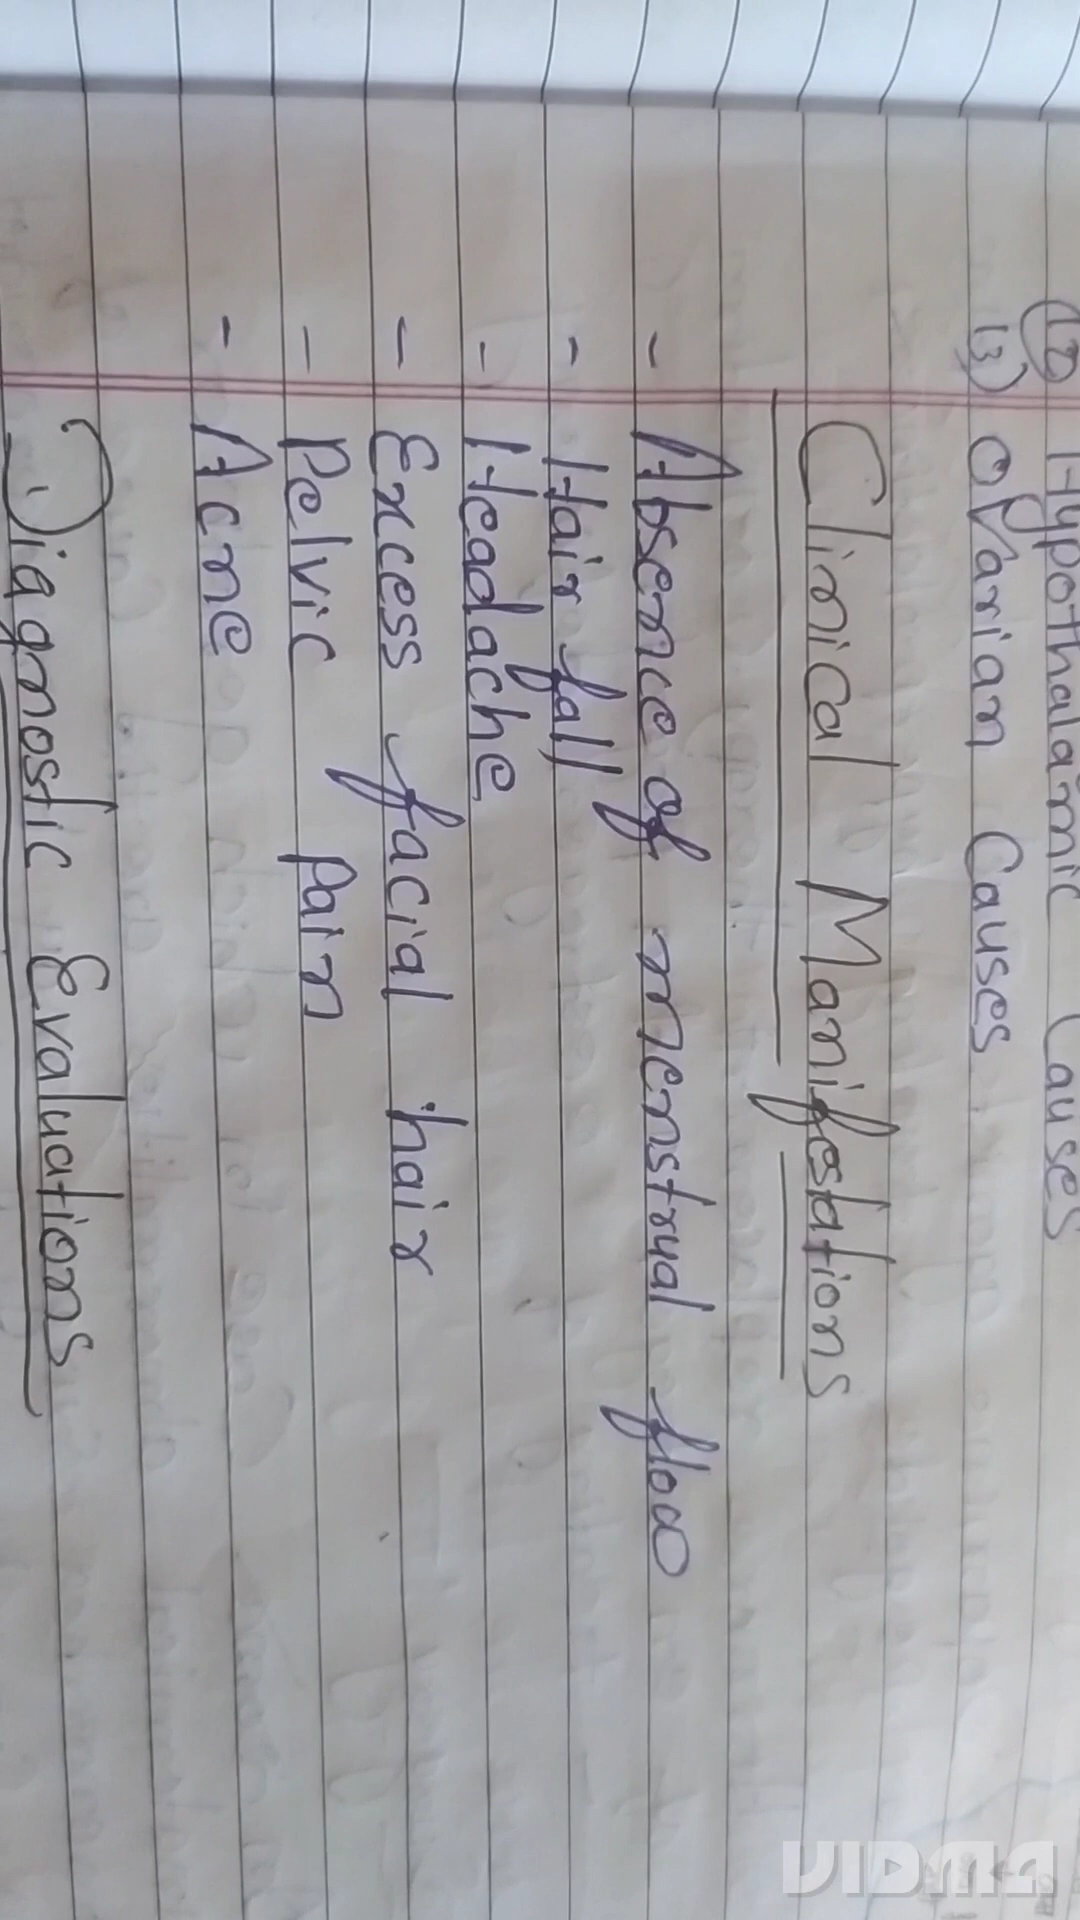 (12) Hypothalamic Causes
13) Ovarian Causes
Clinical Manifestations
- Absence of menstrual flow
- Hair fall
- Headache
- Excess facial hair
- Pelvic Pain
- Acne
Diagnostic Evaluations
VIDMA